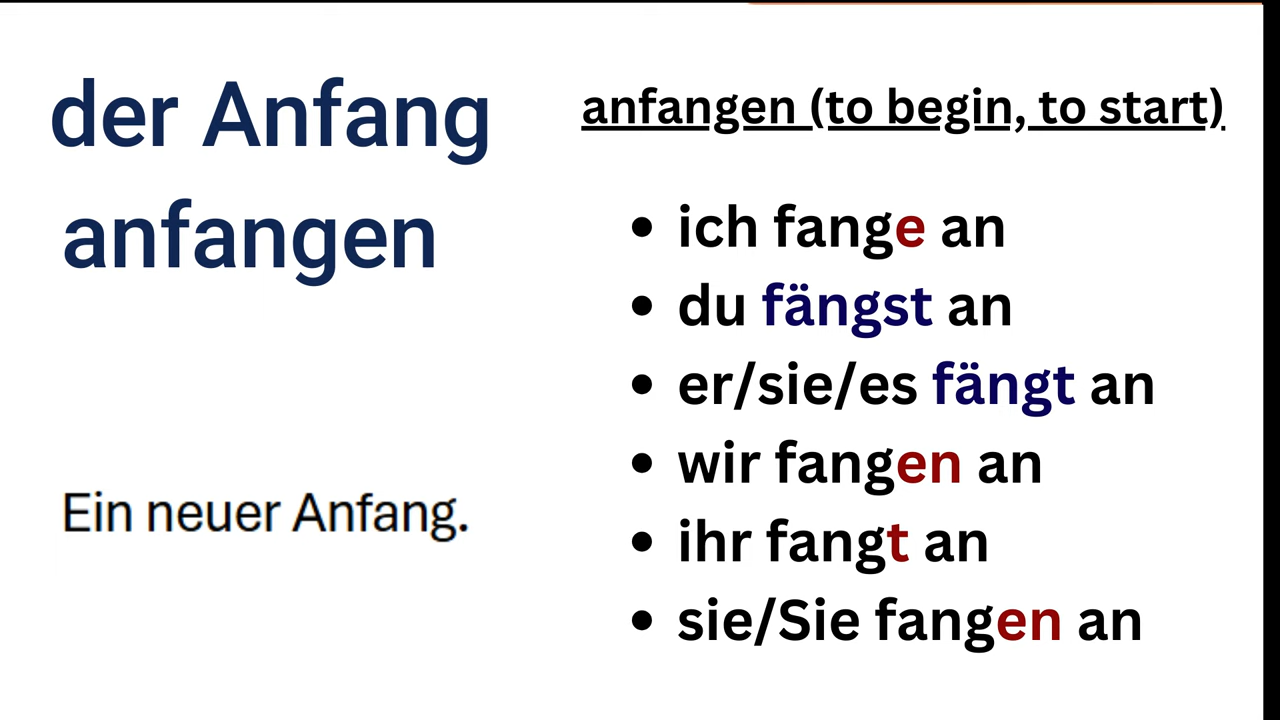 der Anfang
anfangen
Ein neuer Anfang.
anfangen (to begin, to start)
• ich fange an
• du fängst an
• er/sie/es fängt an
• wir fangen an
• ihr fangt an
• sie/Sie fangen an